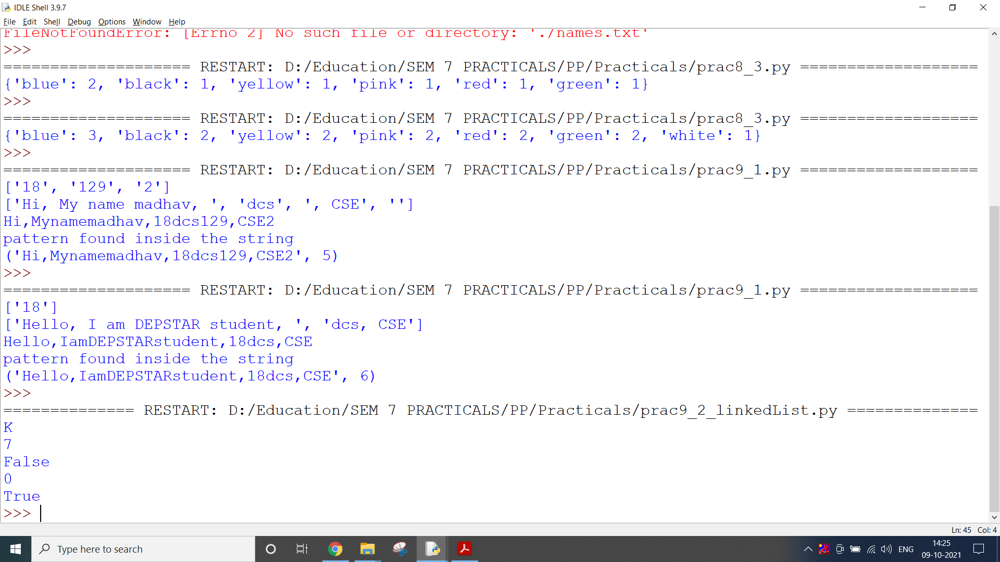 IDLE Shell 3.9.7
File Edit Shell Debug Options Window Help
FileNotFoundError: [Errno 2] No such file or directory: './names.txt'
>>>
==================== RESTART: D:/Education/SEM 7 PRACTICALS/PP/Practicals/prac8_3.py ===================
{'blue': 2, 'black': 1, 'yellow': 1, 'pink': 1, 'red': 1, 'green': 1}
>>>
==================== RESTART: D:/Education/SEM 7 PRACTICALS/PP/Practicals/prac8_3.py ===================
{'blue': 3, 'black': 2, 'yellow': 2, 'pink': 2, 'red': 2, 'green': 2, 'white': 1}
>>>
==================== RESTART: D:/Education/SEM 7 PRACTICALS/PP/Practicals/prac9_1.py ===================
['18', '129', '2']
['Hi, My name madhav, ', 'dcs', ', CSE', '']
Hi,Mynamemadhav,18dcs129,CSE2
pattern found inside the string
('Hi,Mynamemadhav,18dcs129,CSE2', 5)
>>>
==================== RESTART: D:/Education/SEM 7 PRACTICALS/PP/Practicals/prac9_1.py ===================
['18']
['Hello, I am DEPSTAR student, ', 'dcs, CSE']
Hello,IamDEPSTARstudent,18dcs,CSE
pattern found inside the string
('Hello,IamDEPSTARstudent,18dcs,CSE', 6)
>>>
============== RESTART: D:/Education/SEM 7 PRACTICALS/PP/Practicals/prac9_2_linkedList.py ==============
K
7
False
0
True
>>>
Ln: 45 Col: 4
Type here to search
ENG
14:25
09-10-2021